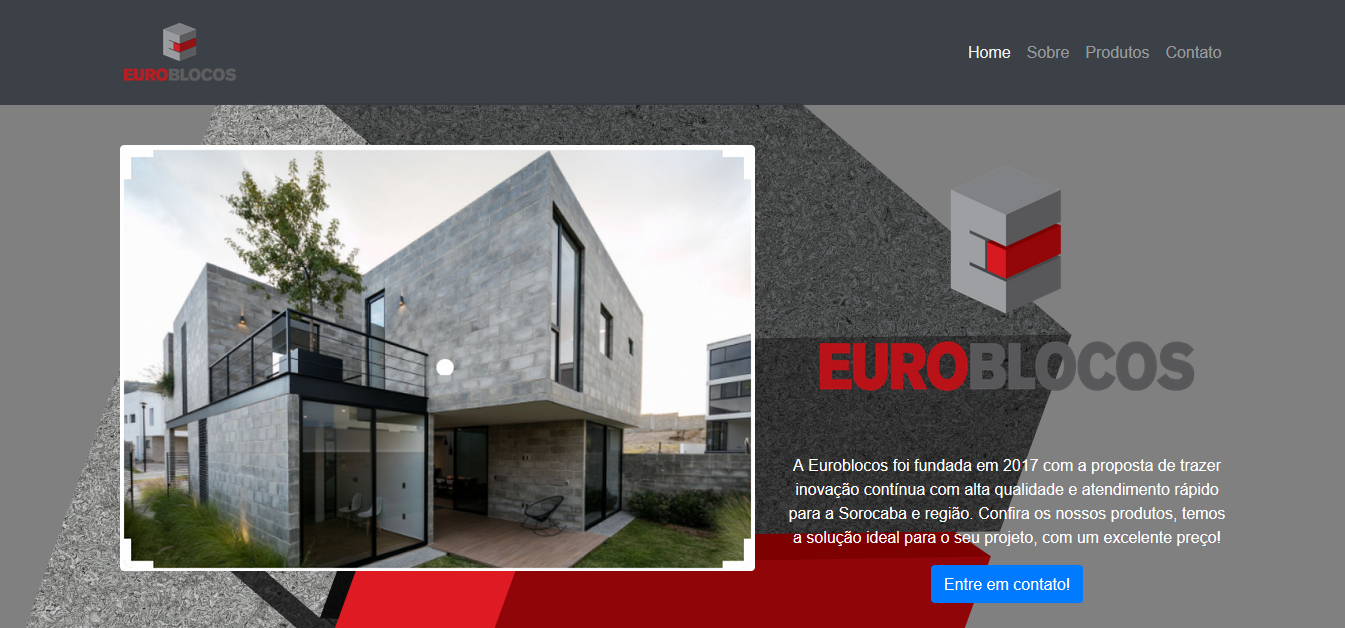 EUROBLOCOS
Home Sobre Produtos Contato
EUROBLOCOS
A Euroblocos foi fundada em 2017 com a proposta de trazer
inovação contínua com alta qualidade e atendimento rápido
para a Sorocaba e região. Confira os nossos produtos, temos
a solução ideal para o seu projeto, com um excelente preço!
Entre em contato!